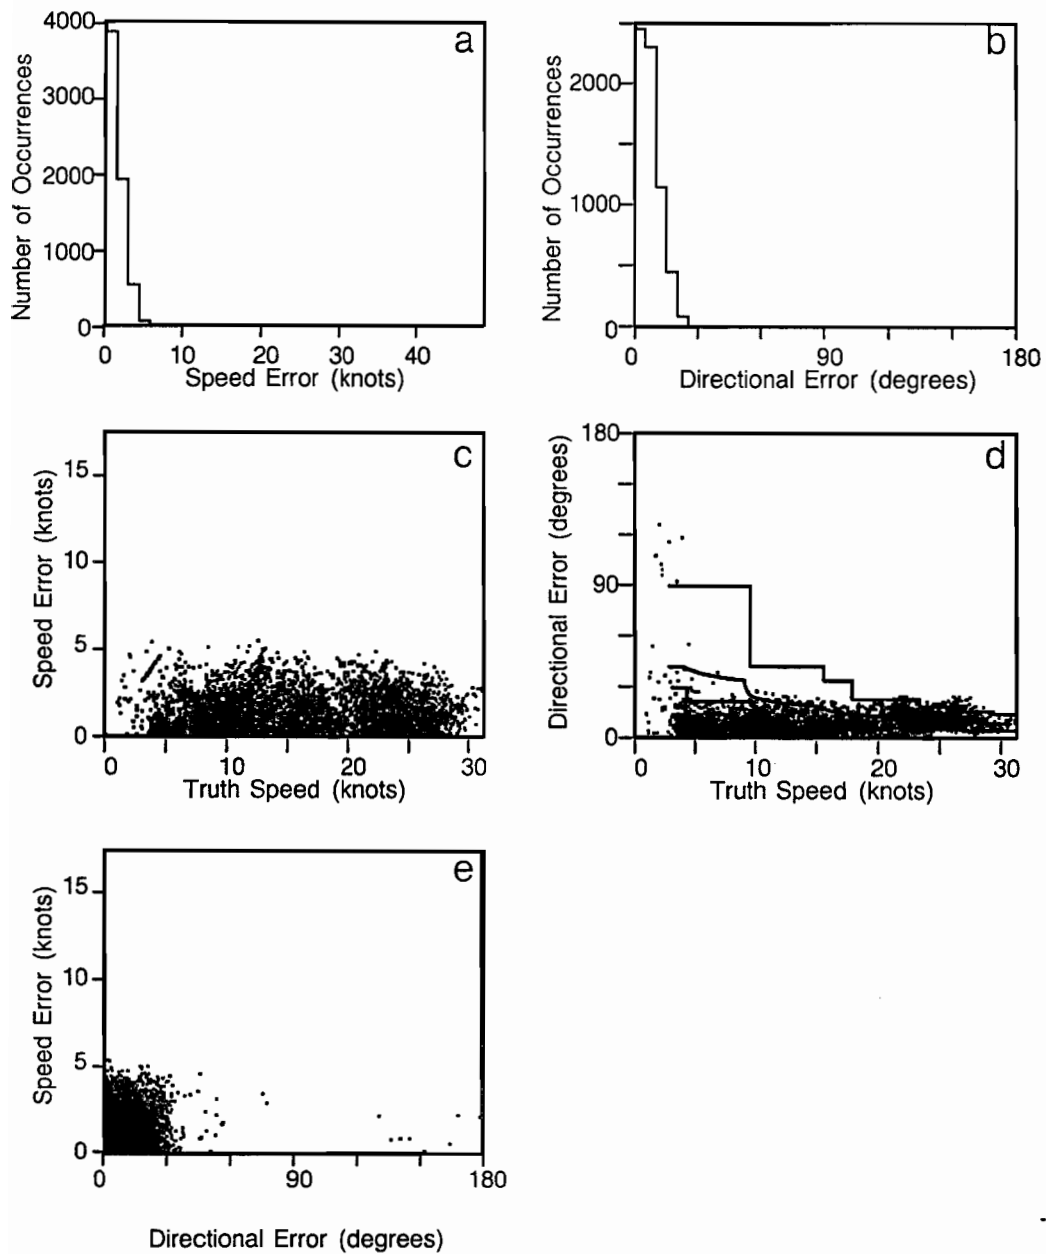 a
4000
3000
2000
1000
0
Number of Occurrences
0 10 20 30 40
Speed Error (knots)
b
2000
1000
0
Number of Occurrences
0 90 180
Directional Error (degrees)
c
15
10
5
0
Speed Error (knots)
0 10 20 30
Truth Speed (knots)
d
180
90
0
Directional Error (degrees)
0 10 20 30
Truth Speed (knots)
e
15
10
5
0
Speed Error (knots)
0 90 180
Directional Error (degrees)